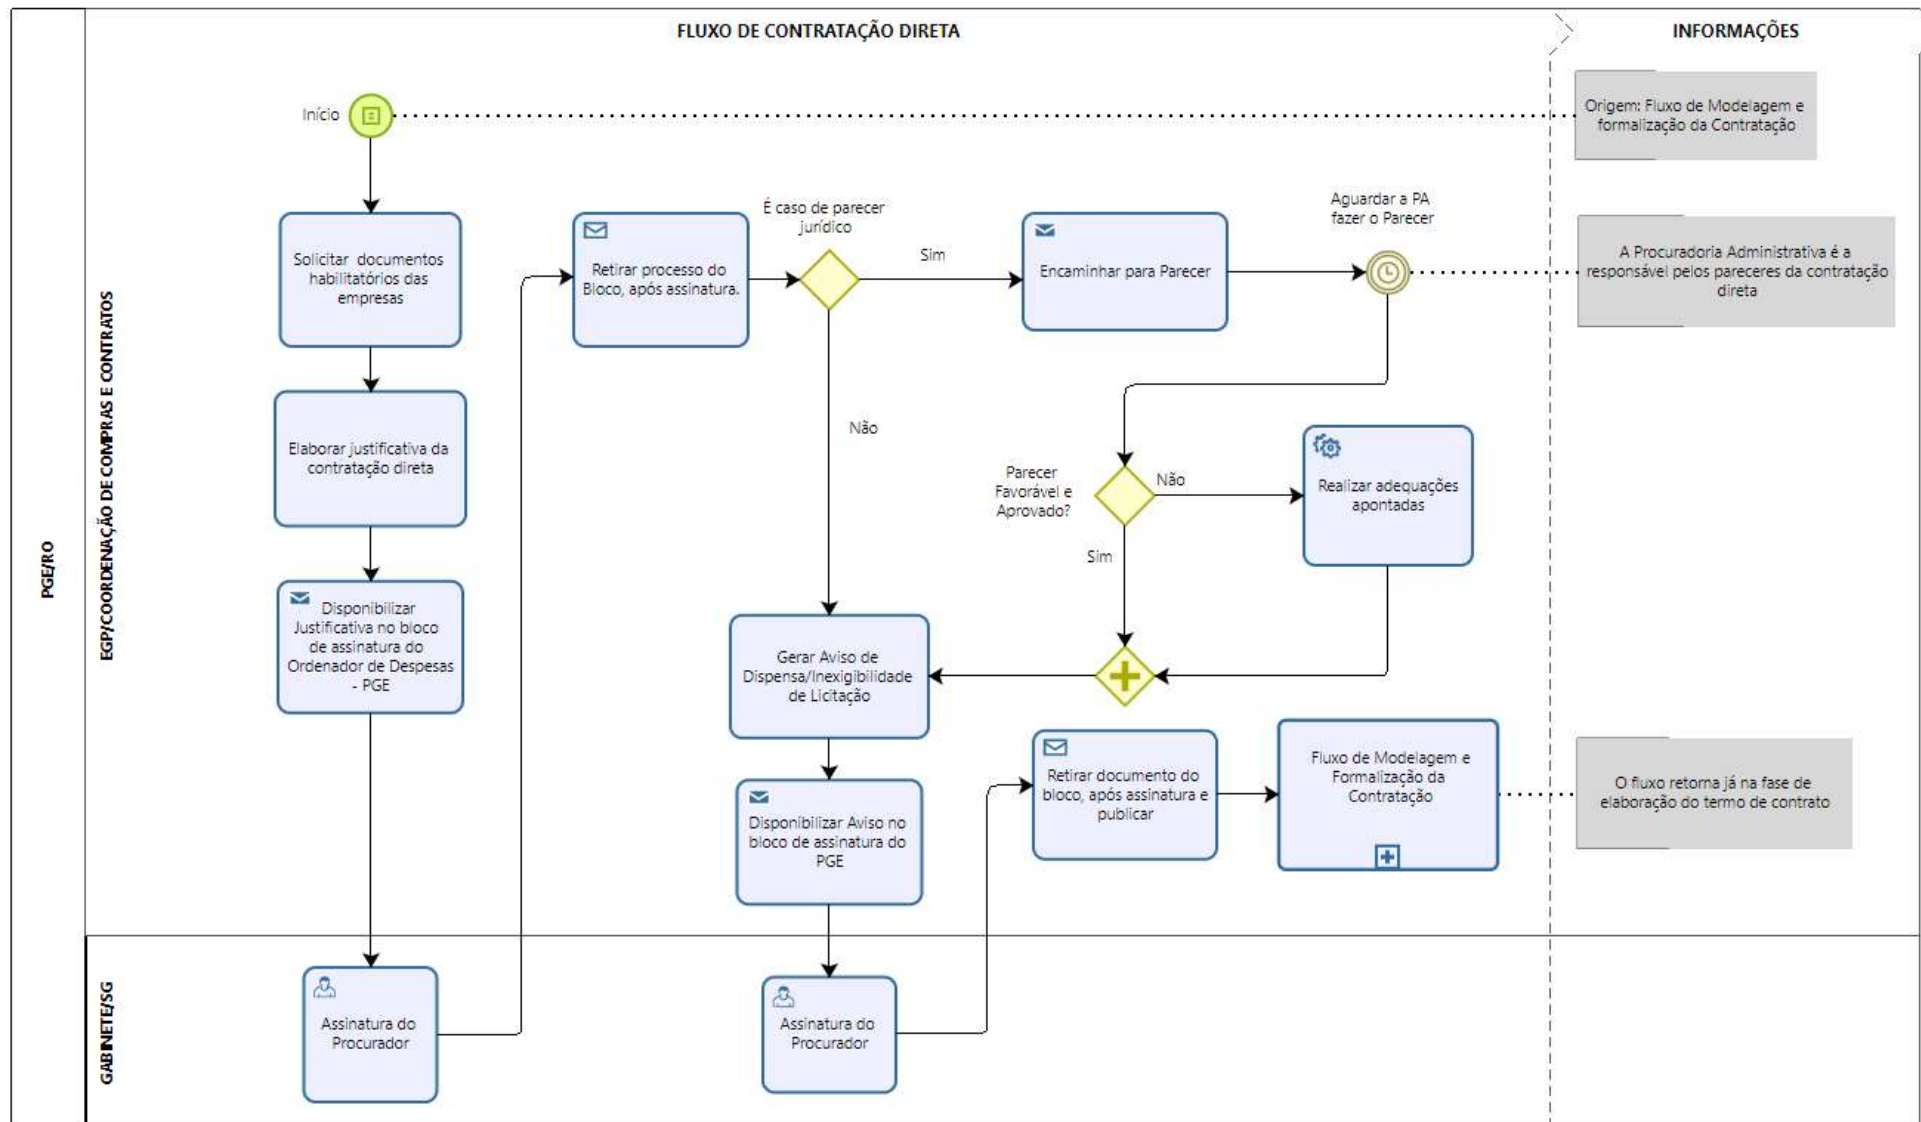 FLUXO DE CONTRATAÇÃO DIRETA
INFORMAÇÕES
PGE/RO
EGP/COORDENAÇÃO DE COMPRAS E CONTRATOS
Início
Origem: Fluxo de Modelagem e
formalização da Contratação
Solicitar documentos
habilitatórios das
empresas
Elaborar justificativa da
contratação direta
Disponibilizar
Justificativa no bloco
de assinatura do
Ordenador de Despesas
- PGE
Retirar processo do
Bloco, após assinatura.
É caso de parecer
jurídico
Sim
Não
Encaminhar para Parecer
Aguardar a PA
fazer o Parecer
A Procuradoria Administrativa é a
responsável pelos pareceres da contratação
direta
Parecer
Favorável e
Aprovado?
Não
Sim
Realizar adequações
apontadas
Gerar Aviso de
Dispensa/Inexigibilidade
de Licitação
Disponibilizar Aviso no
bloco de assinatura do
PGE
Retirar documento do
bloco, após assinatura e
publicar
Fluxo de Modelagem e
Formalização da
Contratação
O fluxo retorna já na fase de
elaboração do termo de contrato
GABINETE/SG
Assinatura do
Procurador
Assinatura do
Procurador